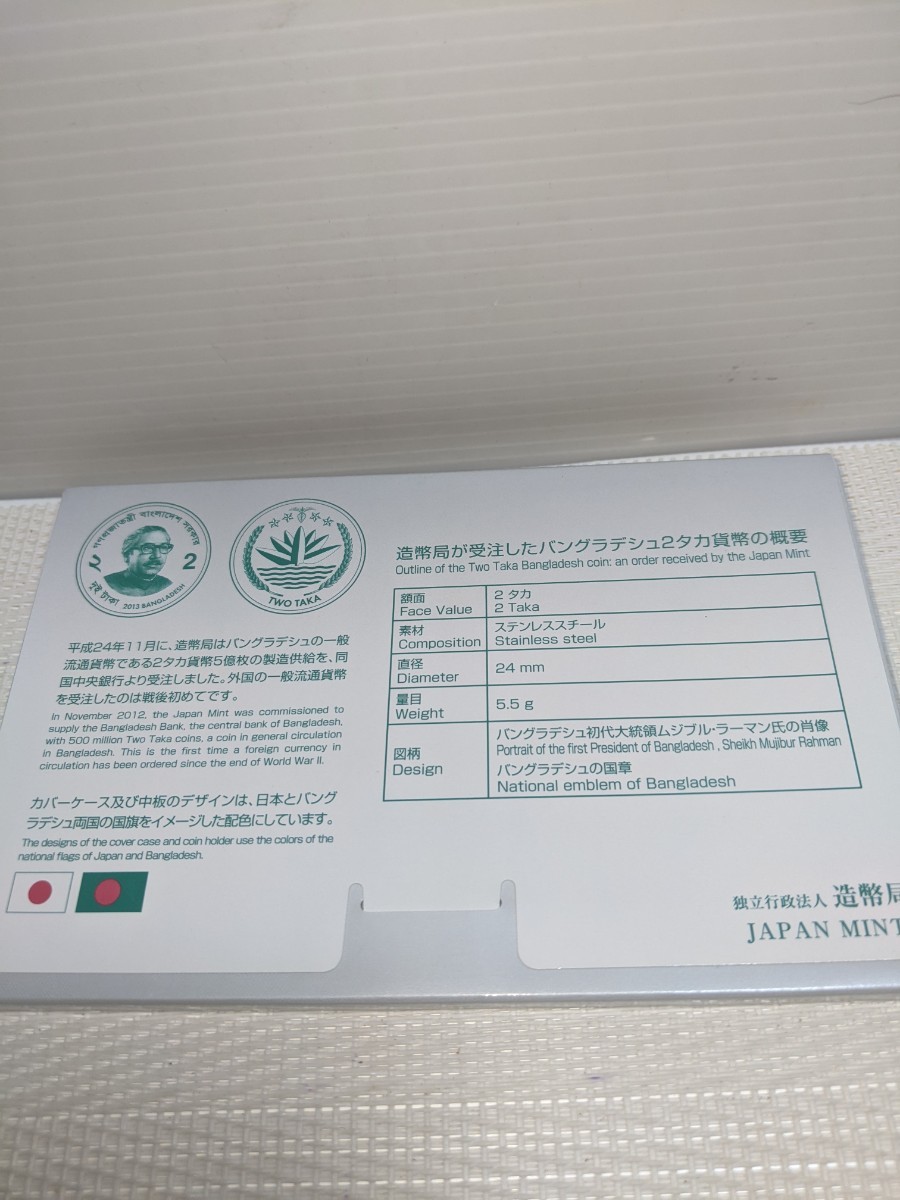 গণপ্রজাতন্ত্রী বাংলাদেশ সরকার
২
2
দুই টাকা
2013 BANGLADESH
TWO TAKA
平成24年11月に、造幣局はバングラデシュの一般
流通貨幣である2タカ貨幣5億枚の製造供給を、同
国中央銀行より受注しました。外国の一般流通貨幣
を受注したのは戦後初めてです。
In November 2012, the Japan Mint was commissioned to
supply the Bangladesh Bank, the central bank of Bangladesh,
with 500 million Two Taka coins, a coin in general circulation
in Bangladesh. This is the first time a foreign currency in
circulation has been ordered since the end of World War II.
カバーケース及び中板のデザインは、日本とバング
ラデシュ両国の国旗をイメージした配色にしています。
The designs of the cover case and coin holder use the colors of the
national flags of Japan and Bangladesh.
造幣局が受注したバングラデシュ2タカ貨幣の概要
Outline of the Two Taka Bangladesh coin: an order received by the Japan Mint
額面
Face Value
2 タカ
2 Taka
素材
Composition
ステンレススチール
Stainless steel
直径
Diameter
24 mm
量目
Weight
5.5 g
図柄
Design
バングラデシュ初代大統領ムジブル・ラーマン氏の肖像
Portrait of the first President of Bangladesh , Sheikh Mujibur Rahman
バングラデシュの国章
National emblem of Bangladesh
独立行政法人 造幣局
JAPAN MINT